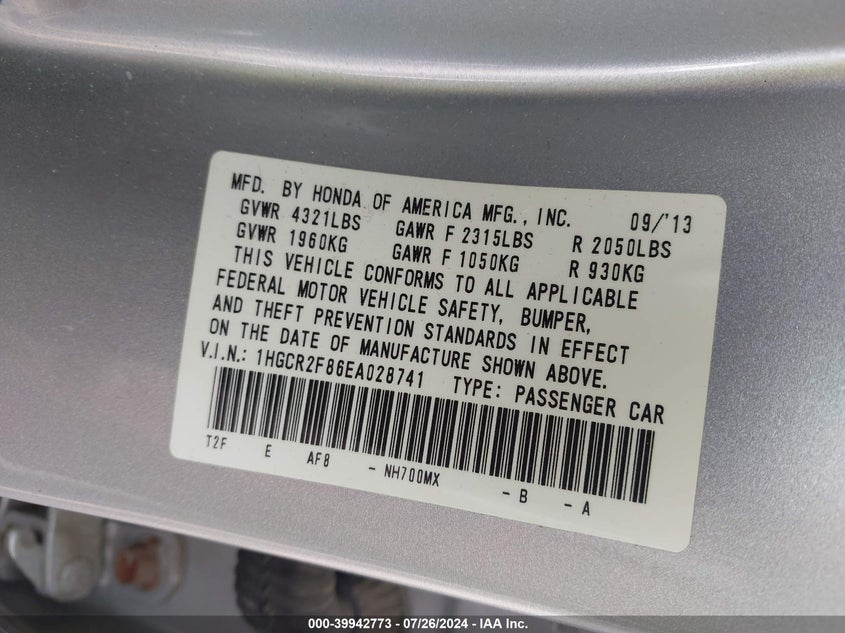 MFD. BY HONDA OF AMERICA MFG., INC. 09/'13
GVWR 4321LBS GAWR F 2315LBS R 2050LBS
GVWR 1960KG GAWR F 1050KG R 930KG
THIS VEHICLE CONFORMS TO ALL APPLICABLE
FEDERAL MOTOR VEHICLE SAFETY, BUMPER,
AND THEFT PREVENTION STANDARDS IN EFFECT
ON THE DATE OF MANUFACTURE SHOWN ABOVE.
V.I.N.: 1HGCR2F86EA028741 TYPE: PASSENGER CAR
T2F E AF8 - NH700MX - B - A
000-39942773 / 07/26/2024 - IAA Inc.